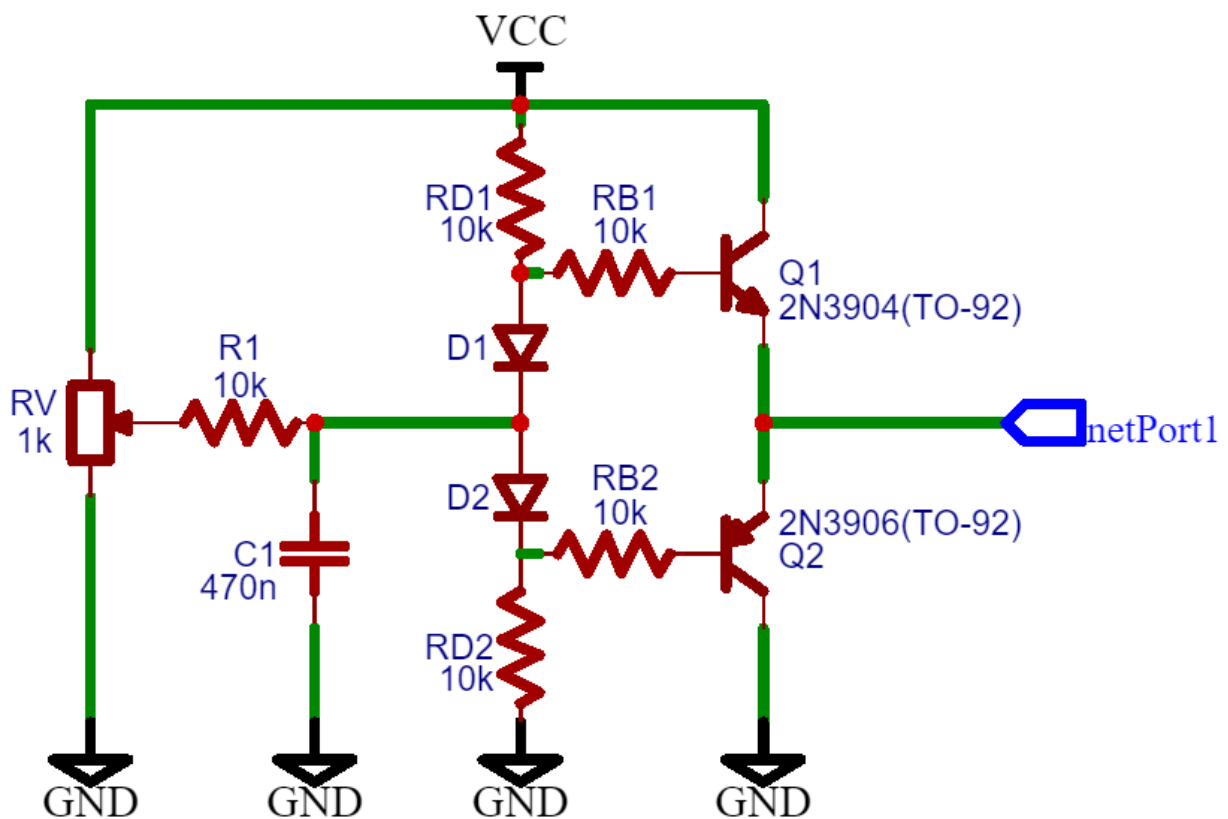 VCC
RD1
10k
RB1
10k
Q1
2N3904(TO-92)
D1
R1
10k
RV
1k
netPort1
D2
RB2
10k
2N3906(TO-92)
Q2
C1
470n
RD2
10k
GND
GND
GND
GND